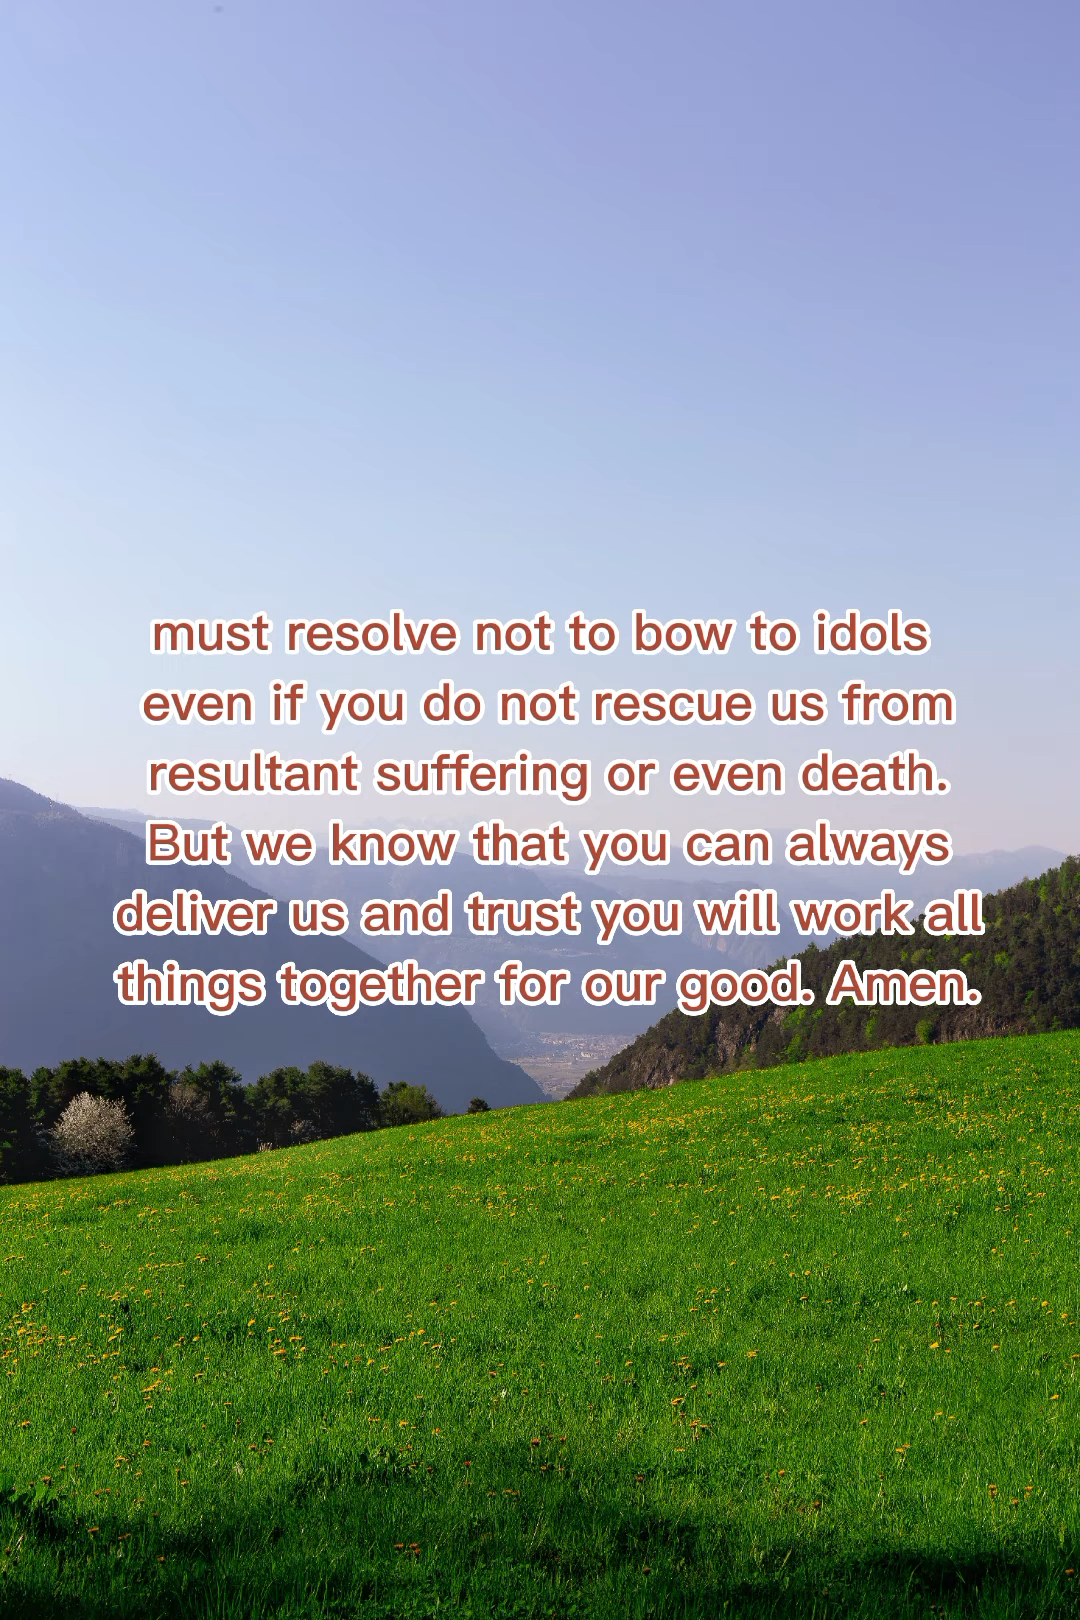 must resolve not to bow to idols
even if you do not rescue us from
resultant suffering or even death.
But we know that you can always
deliver us and trust you will work all
things together for our good. Amen.